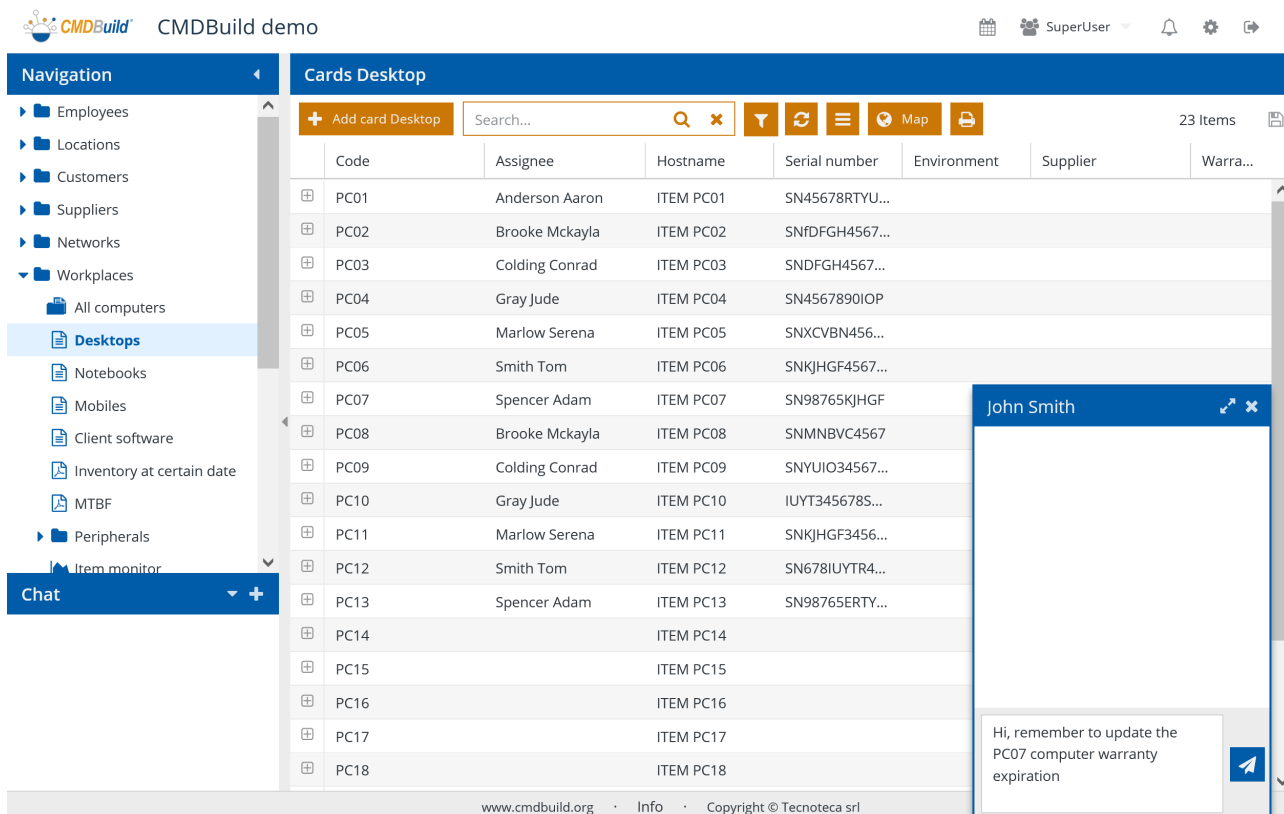 CMDBuild CMDBuild demo SuperUser
Navigation
Employees
Locations
Customers
Suppliers
Networks
Workplaces
All computers
Desktops
Notebooks
Mobiles
Client software
Inventory at certain date
MTBF
Peripherals
Item monitor
Chat
Cards Desktop
Add card Desktop Search... Map 23 Items
Code Assignee Hostname Serial number Environment Supplier Warra...
PC01 Anderson Aaron ITEM PC01 SN45678RTYU...
PC02 Brooke Mckayla ITEM PC02 SNfDFGH4567...
PC03 Colding Conrad ITEM PC03 SNDFGH4567...
PC04 Gray Jude ITEM PC04 SN4567890IOP
PC05 Marlow Serena ITEM PC05 SNXCVBN456...
PC06 Smith Tom ITEM PC06 SNKJHGF4567...
PC07 Spencer Adam ITEM PC07 SN98765KJHGF
PC08 Brooke Mckayla ITEM PC08 SNMNBVC4567
PC09 Colding Conrad ITEM PC09 SNYUIO34567...
PC10 Gray Jude ITEM PC10 IUYT345678S...
PC11 Marlow Serena ITEM PC11 SNKJHGF3456...
PC12 Smith Tom ITEM PC12 SN678IUYTR4...
PC13 Spencer Adam ITEM PC13 SN98765ERTY...
PC14 ITEM PC14
PC15 ITEM PC15
PC16 ITEM PC16
PC17 ITEM PC17
PC18 ITEM PC18
John Smith
Hi, remember to update the
PC07 computer warranty
expiration
www.cmdbuild.org · Info · Copyright © Tecnoteca srl